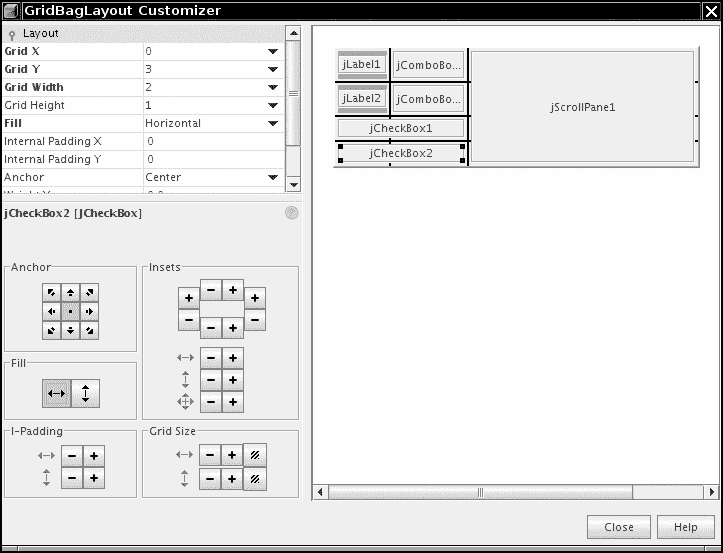 GridBagLayout Customizer
Layout
Grid X 0
Grid Y 3
Grid Width 2
Grid Height 1
Fill Horizontal
Internal Padding X 0
Internal Padding Y 0
Anchor Center
jCheckBox2 [JCheckBox]
Anchor
Insets
Fill
I-Padding
Grid Size
jLabel1 jComboBo...
jLabel2 jComboBo...
jCheckBox1
jCheckBox2
jScrollPane1
Close Help